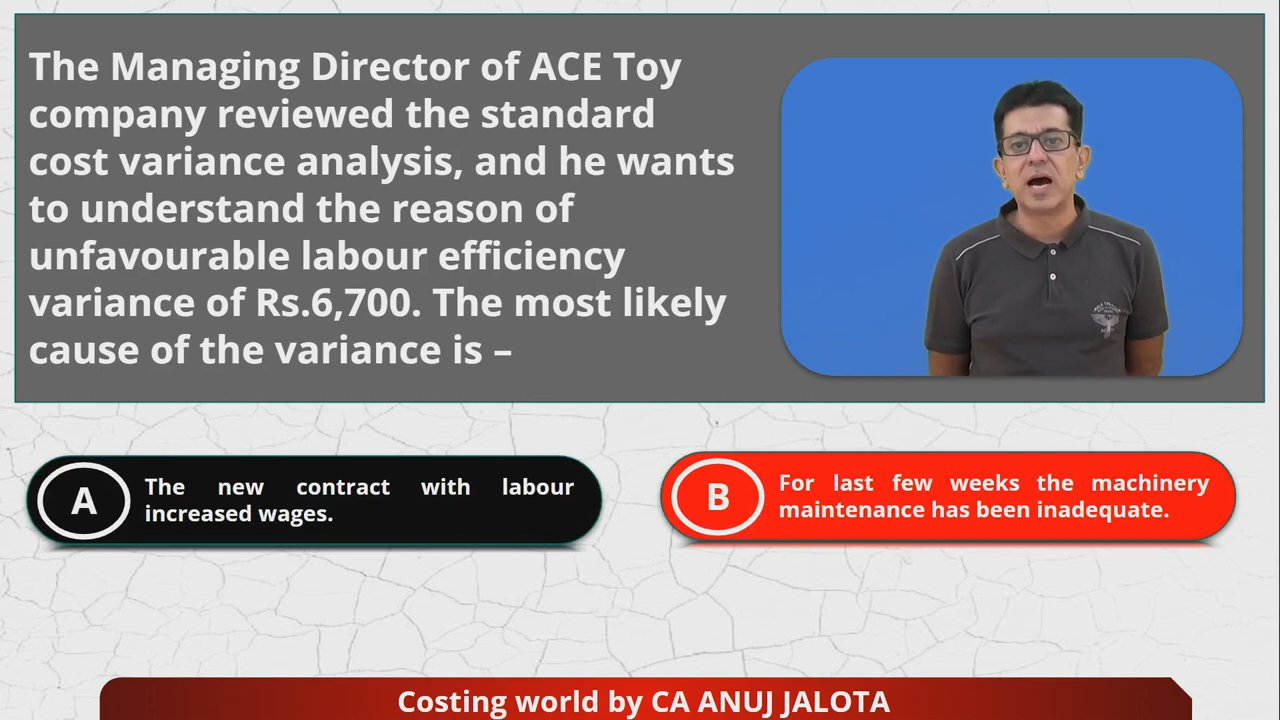 The Managing Director of ACE Toy
company reviewed the standard
cost variance analysis, and he wants
to understand the reason of
unfavourable labour efficiency
variance of Rs.6,700. The most likely
cause of the variance is –
A
The new contract with labour
increased wages.
B
For last few weeks the machinery
maintenance has been inadequate.
Costing world by CA ANUJ JALOTA